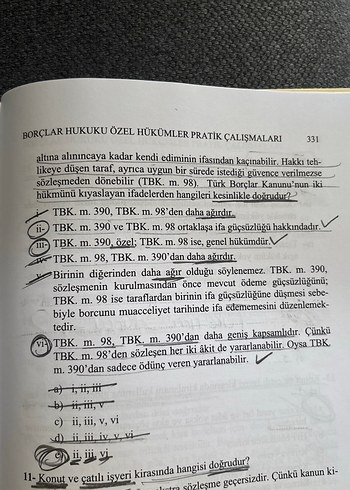 BORÇLAR HUKUKU ÖZEL HÜKÜMLER PRATİK ÇALIŞMALARI 331
altına alınıncaya kadar kendi ediminin ifasından kaçınabilir. Hakkı teh-
likeye düşen taraf, ayrıca uygun bir sürede istediği güvence verilmezse
sözleşmeden dönebilir (TBK. m. 98). Türk Borçlar Kanunu'nun iki
hükmünü kıyaslayan ifadelerden hangileri kesinlikle doğrudur?
i- TBK. m. 390, TBK. m. 98'den daha ağırdır.
ii- TBK. m. 390 ve TBK. m. 98 ortaklaşa ifa güçsüzlüğü hakkındadır.
iii- TBK. m. 390, özel; TBK. m. 98 ise, genel hükümdür.
iv- TBK. m. 98, TBK. m. 390'dan daha ağırdır.
v- Birinin diğerinden daha ağır olduğu söylenemez. TBK. m. 390,
sözleşmenin kurulmasından önce mevcut ödeme güçsüzlüğünü;
TBK. m. 98 ise taraflardan birinin ifa güçsüzlüğüne düşmesi sebe-
biyle borcunu muacceliyet tarihinde ifa edememesini düzenlemek-
tedir.
vi- TBK. m. 98, TBK. m. 390'dan daha geniş kapsamlıdır. Çünkü
TBK. m. 98'den sözleşen her iki âkit de yararlanabilir. Oysa TBK.
m. 390'dan sadece ödünç veren yararlanabilir.
a) i, ii, iii
b) ii, iii, v
c) ii, iii, v, vi
d) ii, iii, iv, v, vi
e) ii, iii, vi
11- Konut ve çatılı işyeri kirasında hangisi doğrudur?
sözleşme geçersizdir. Çünkü kanun ki-